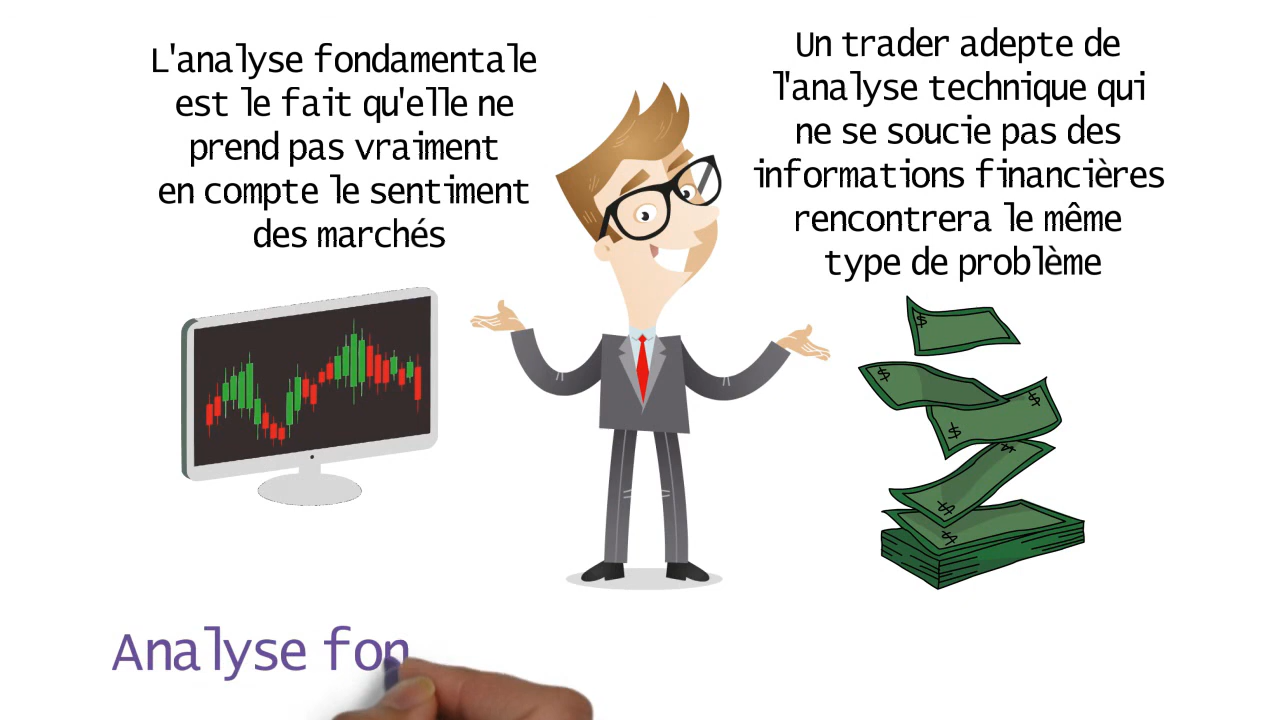 L'analyse fondamentale
est le fait qu'elle ne
prend pas vraiment
en compte le sentiment
des marchés
Un trader adepte de
l'analyse technique qui
ne se soucie pas des
informations financières
rencontrera le même
type de problème
$
$
$
$
$
$
Analyse fon